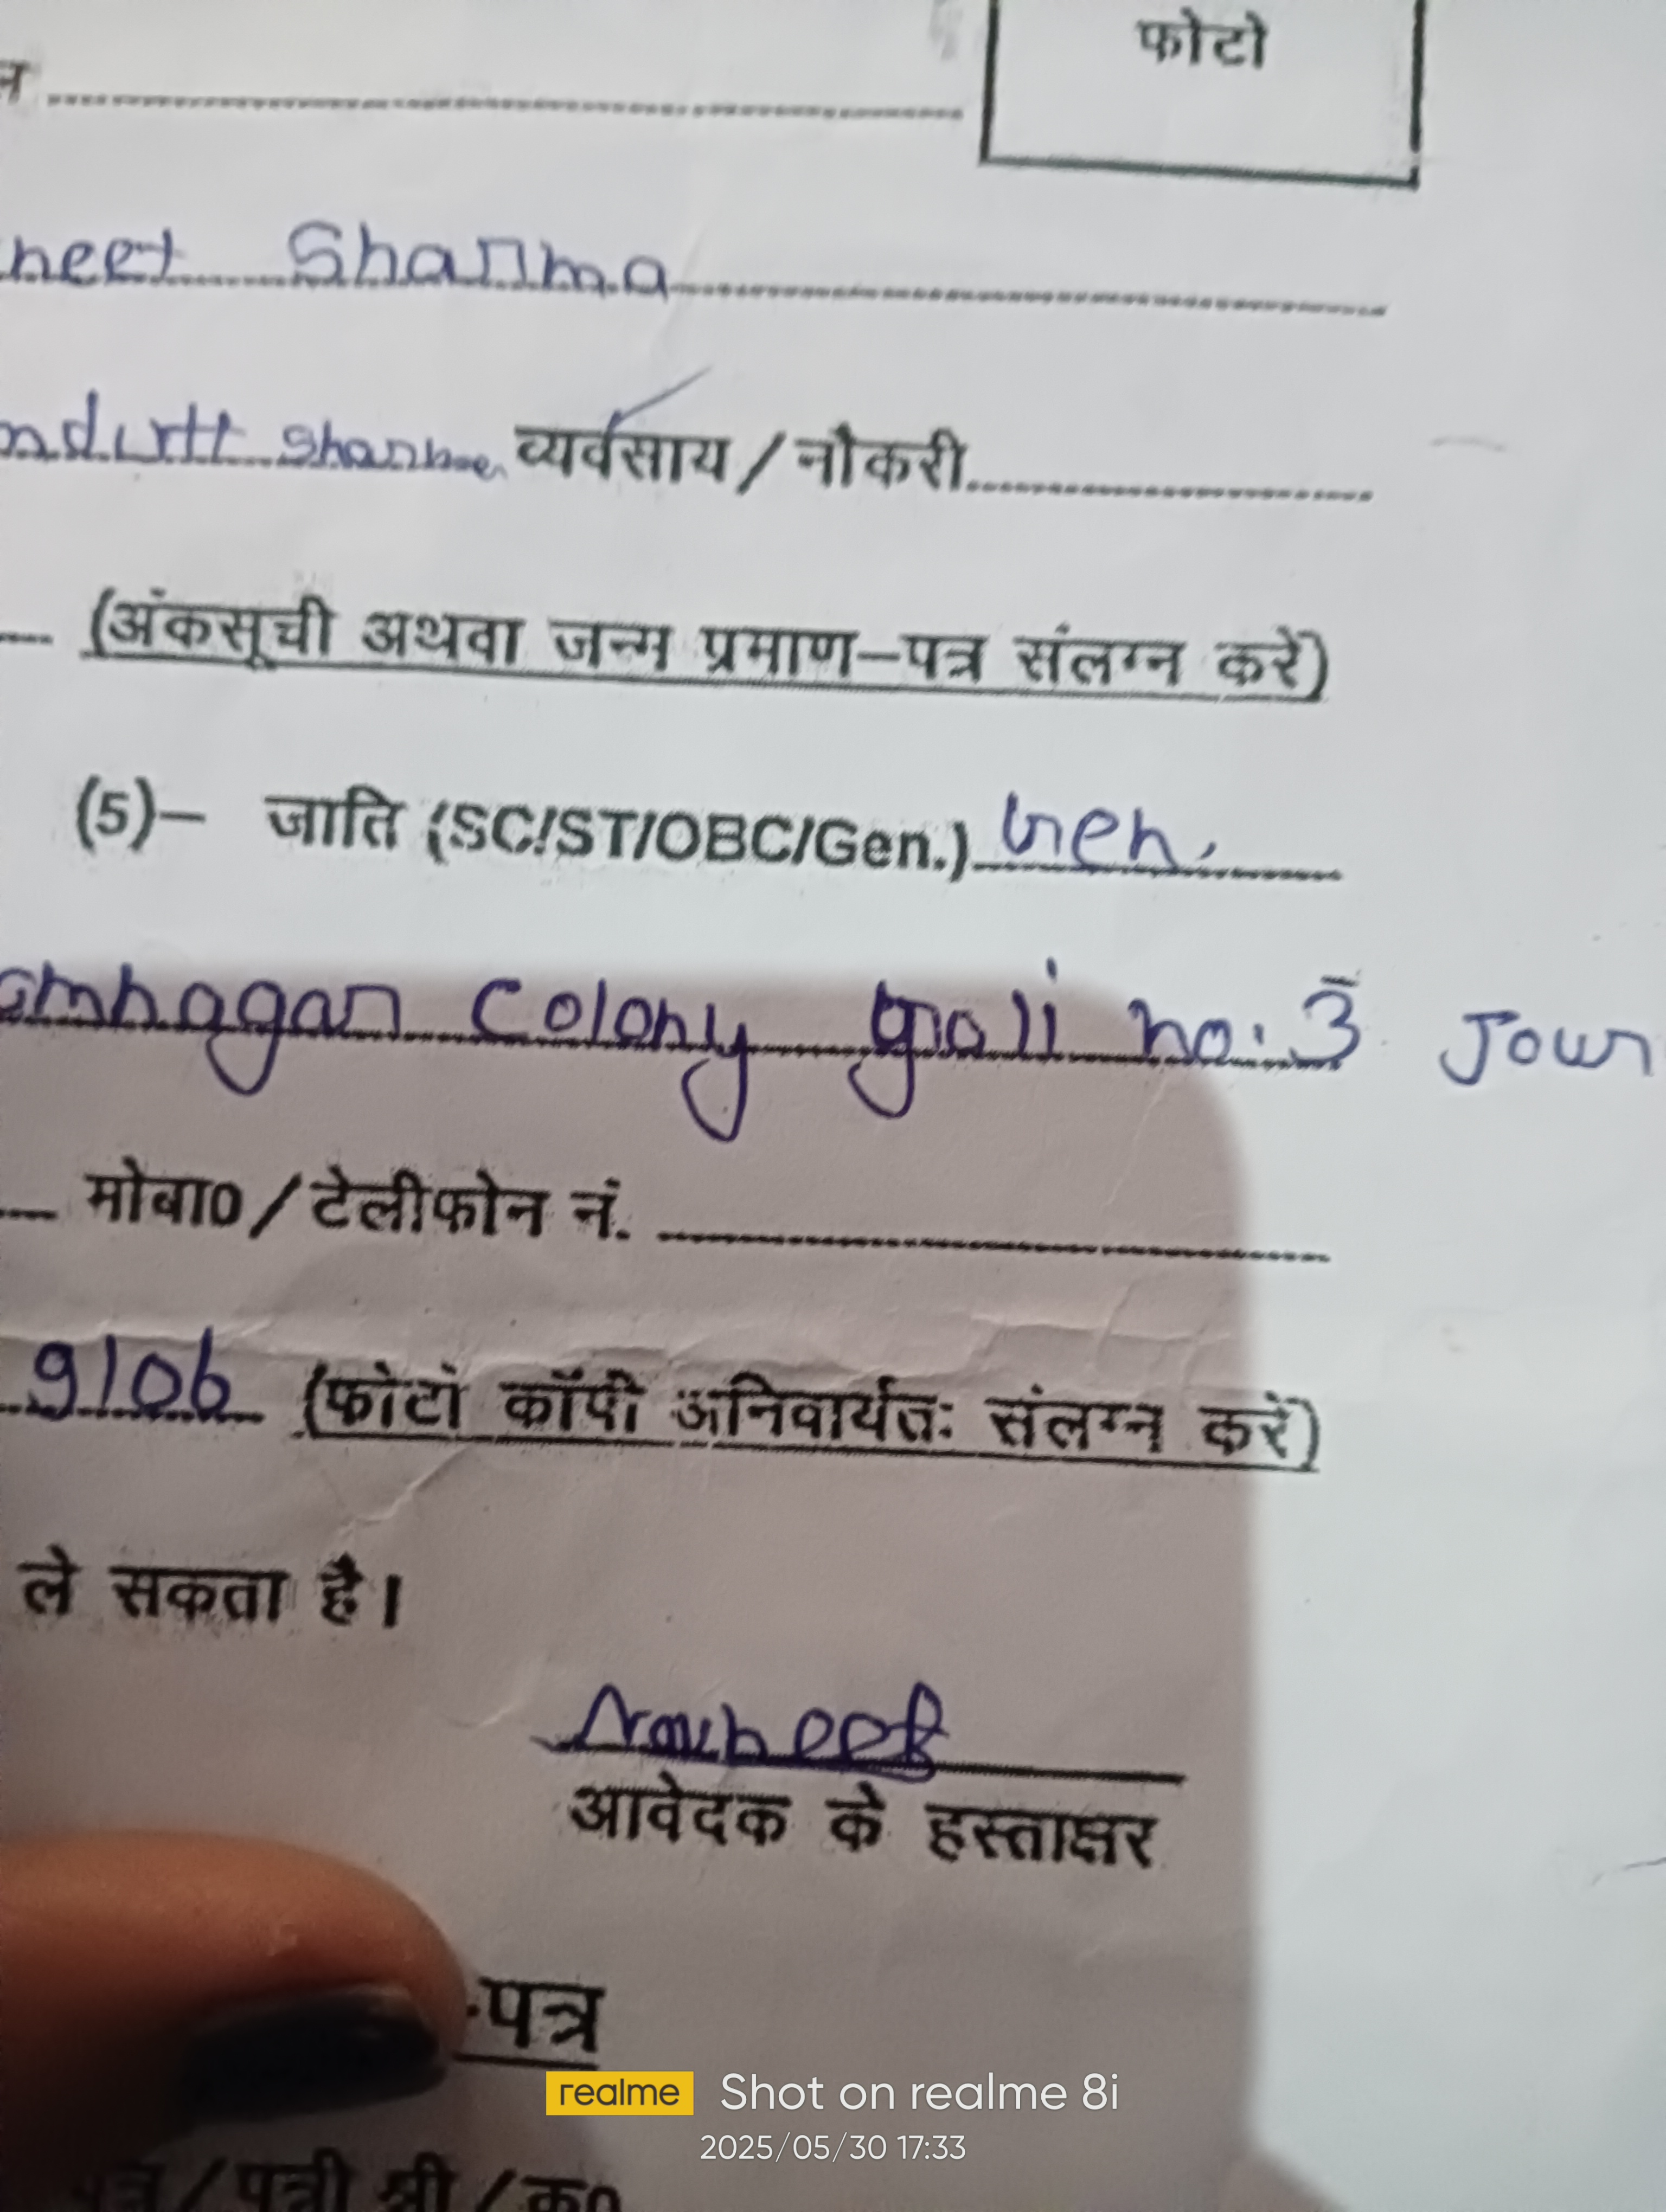 फोटो
neet Sharma
व्यवसाय / नौकरी
(अंकसूची अथवा जन्म प्रमाण-पत्र संलग्न करें)
(5)- जाति (SC/ST/OBC/Gen.) Gen.
colony gali no. 3
मोबा0 / टेलीफोन नं.
9106 (फोटो कॉपी अनिवार्यतः संलग्न करें)
ले सकता है।
आवेदक के हस्ताक्षर
-पत्र
realme Shot on realme 8i
2025/05/30 17:33
/ पत्नी श्री / क0